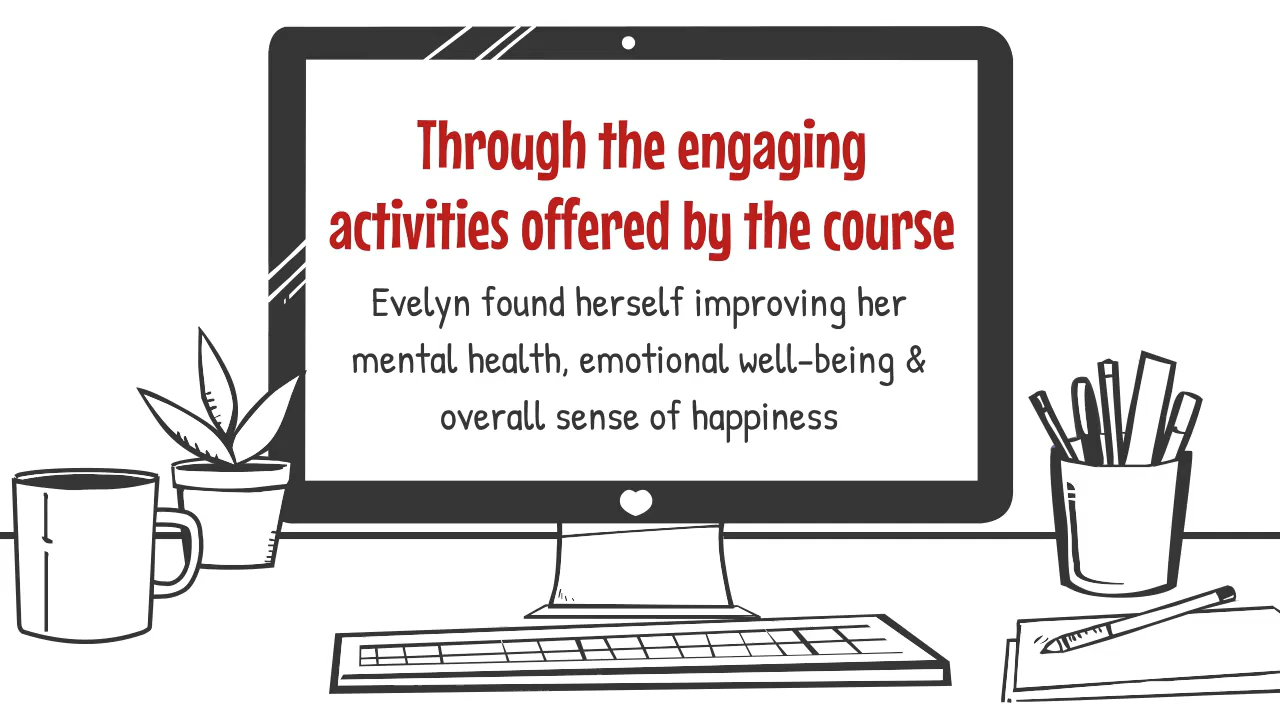 Through the engaging
activities offered by the course
Evelyn found herself improving her
mental health, emotional well-being &
overall sense of happiness